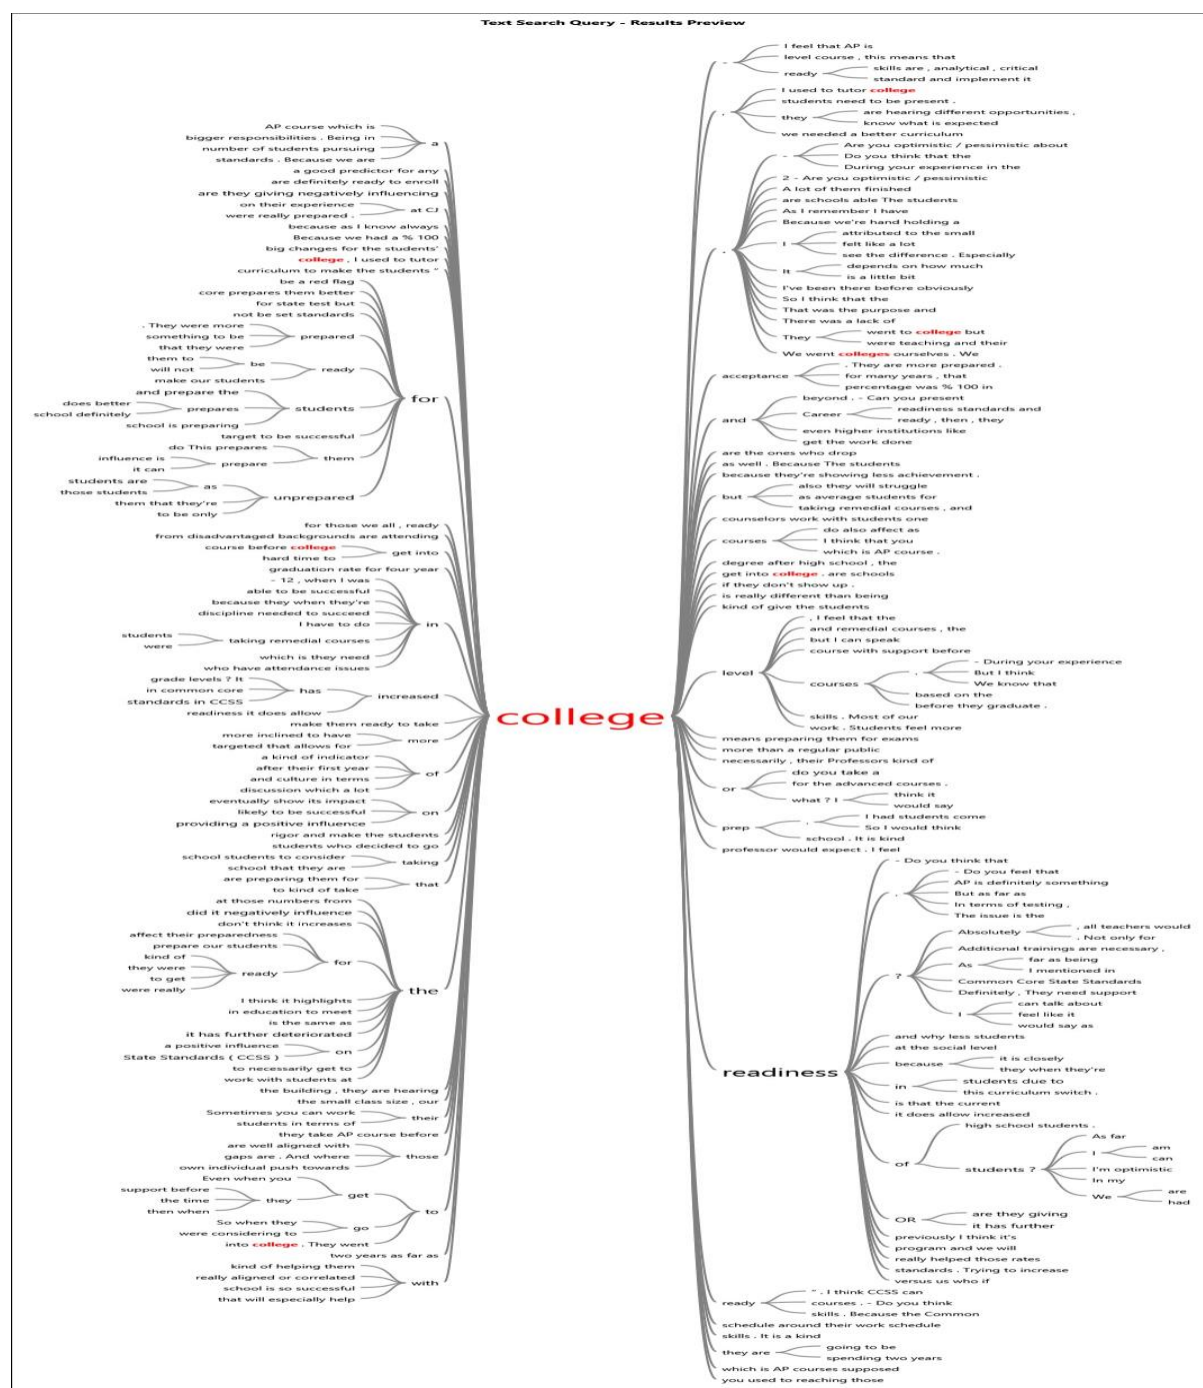 Text Search Query - Results Preview
AP course which is
bigger responsibilities . Being in
number of students pursuing
standards . Because we are
a
a good predictor for any
are definitely ready to enroll
are they giving negatively influencing
on their experience
were really prepared .
at CJ
because as I know always
Because we had a % 100
big changes for the students'
college , I used to tutor
curriculum to make the students "
be a red flag
core prepares them better
for state test but
not be set standards
. They were more
something to be
that they were
prepared
them to
will not
be
make our students
ready
and prepare the
does better
school definitely
prepares
school is preparing
students
target to be successful
do This prepares
influence is
it can
prepare
them
students are
those students
as
them that they're
to be only
unprepared
for
for those we all , ready
from disadvantaged backgrounds are attending
course before college
hard time to
get into
graduation rate for four year
- 12 , when I was
able to be successful
because they when they're
discipline needed to succeed
I have to do
students
were
taking remedial courses
which is they need
who have attendance issues
in
grade levels ? It
in common core
standards in CCSS
has
readiness it does allow
increased
make them ready to take
more inclined to have
targeted that allows for
more
a kind of indicator
after their first year
and culture in terms
discussion which a lot
of
eventually show its impact
likely to be successful
providing a positive influence
on
rigor and make the students
students who decided to go
school students to consider
school that they are
taking
are preparing them for
to kind of take
that
at those numbers from
did it negatively influence
don't think it increases
affect their preparedness
prepare our students
kind of
they were
to get
were really
ready
for
I think it highlights
in education to meet
is the same as
it has further deteriorated
a positive influence
State Standards ( CCSS )
on
to necessarily get to
work with students at
the
the building , they are hearing
the small class size , our
Sometimes you can work
students in terms of
their
they take AP course before
are well aligned with
gaps are . And where
own individual push towards
those
Even when you
support before
the time
then when
they
get
So when they
were considering to
go
into college . They went
to
two years as far as
kind of helping them
really aligned or correlated
school is so successful
that will especially help
with
college
-
I feel that AP is
level course , this means that
ready
skills are , analytical , critical
standard and implement it
,
I used to tutor college
students need to be present .
they
are hearing different opportunities ,
know what is expected
we needed a better curriculum
.
-
Are you optimistic / pessimistic about
Do you think that the
During your experience in the
2 - Are you optimistic / pessimistic
A lot of them finished
are schools able The students
As I remember I have
Because we're hand holding a
I
attributed to the small
felt like a lot
see the difference . Especially
It
depends on how much
is a little bit
I've been there before obviously
So I think that the
That was the purpose and
There was a lack of
They
went to college but
were teaching and their
We went colleges ourselves . We
acceptance
. They are more prepared .
for many years , that
percentage was % 100 in
and
beyond . - Can you present
Career
readiness standards and
ready , then , they
even higher institutions like
get the work done
are the ones who drop
as well . Because The students
because they're showing less achievement .
but
also they will struggle
as average students for
taking remedial courses , and
counselors work with students one
courses
do also affect as
I think that you
which is AP course .
degree after high school , the
get into college . are schools
if they don't show up .
is really different than being
kind of give the students
level
, I feel that the
and remedial courses , the
but I can speak
course with support before
courses
.
- During your experience
But I think
We know that
based on the
before they graduate .
skills . Most of our
work . Students feel more
means preparing them for exams
more than a regular public
necessarily , their Professors kind of
or
do you take a
for the advanced courses .
what ? I
think it
would say
prep
.
I had students come
So I would think
school . It is kind
professor would expect . I feel
readiness
- Do you think that
.
- Do you feel that
AP is definitely something
But as far as
In terms of testing ,
The issue is the
?
Absolutely
, all teachers would
. Not only for
Additional trainings are necessary ,
As
far as being
I mentioned in
Common Core State Standards
Definitely , They need support
I
can talk about
feel like it
would say as
and why less students
at the social level
because
it is closely
they when they're
in
students due to
this curriculum switch .
is that the current
it does allow increased
of
high school students .
students ?
As far
I
am
can
I'm optimistic
In my
We
are
had
OR
are they giving
it has further
previously I think it's
program and we will
really helped those rates
standards . Trying to increase
versus us who if
ready
" . I think CCSS can
courses . - Do you think
skills . Because the Common
schedule around their work schedule
skills . It is a kind
they are
going to be
spending two years
which is AP courses supposed
you used to reaching those